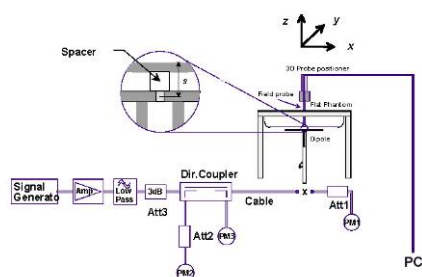 z
y
x
Spacer
s
3D Probe positioner
Field probe
Flat Phantom
Dipole
Dir.Coupler
Signal
Generato
Amp
Low
Pass
3dB
Att3
Cable
x
Att1
PM1
Att2
PM3
PM2
PC